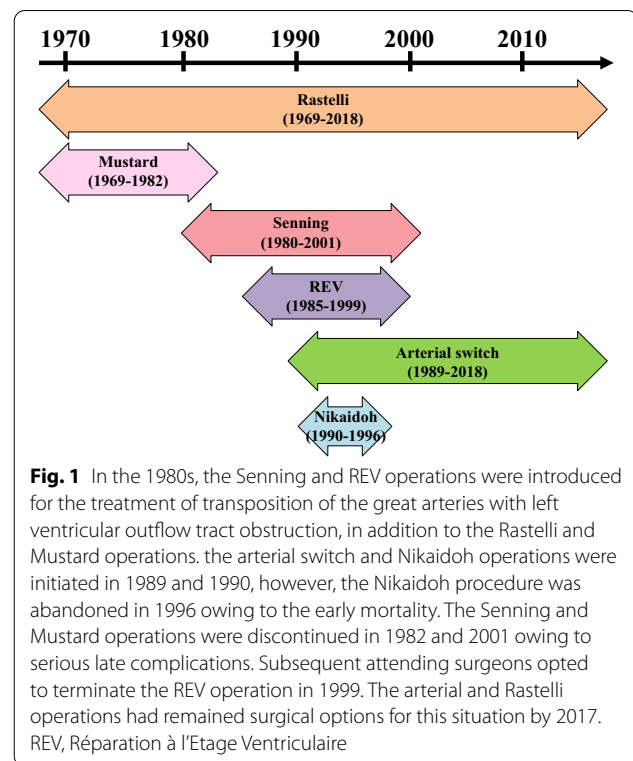 1970 1980 1990 2000 2010
Rastelli
(1969-2018)
Mustard
(1969-1982)
Senning
(1980-2001)
REV
(1985-1999)
Arterial switch
(1989-2018)
Nikaidoh
(1990-1996)
Fig. 1 In the 1980s, the Senning and REV operations were introduced
for the treatment of transposition of the great arteries with left
ventricular outflow tract obstruction, in addition to the Rastelli and
Mustard operations. the arterial switch and Nikaidoh operations were
initiated in 1989 and 1990, however, the Nikaidoh procedure was
abandoned in 1996 owing to the early mortality. The Senning and
Mustard operations were discontinued in 1982 and 2001 owing to
serious late complications. Subsequent attending surgeons opted
to terminate the REV operation in 1999. The arterial and Rastelli
operations had remained surgical options for this situation by 2017.
REV, Réparation à l’Etage Ventriculaire